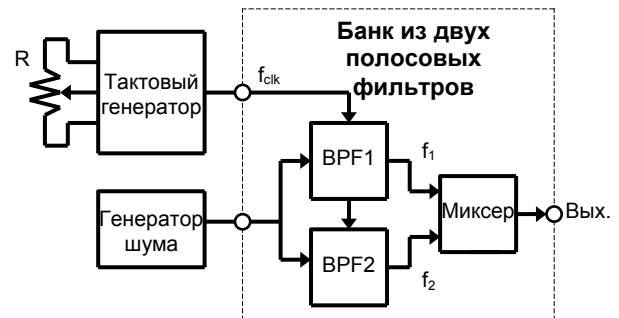 Банк из двух
полосовых
фильтров
R
Тактовый
генератор
fclk
BPF1
f1
Генератор
шума
Миксер
Вых.
BPF2
f2